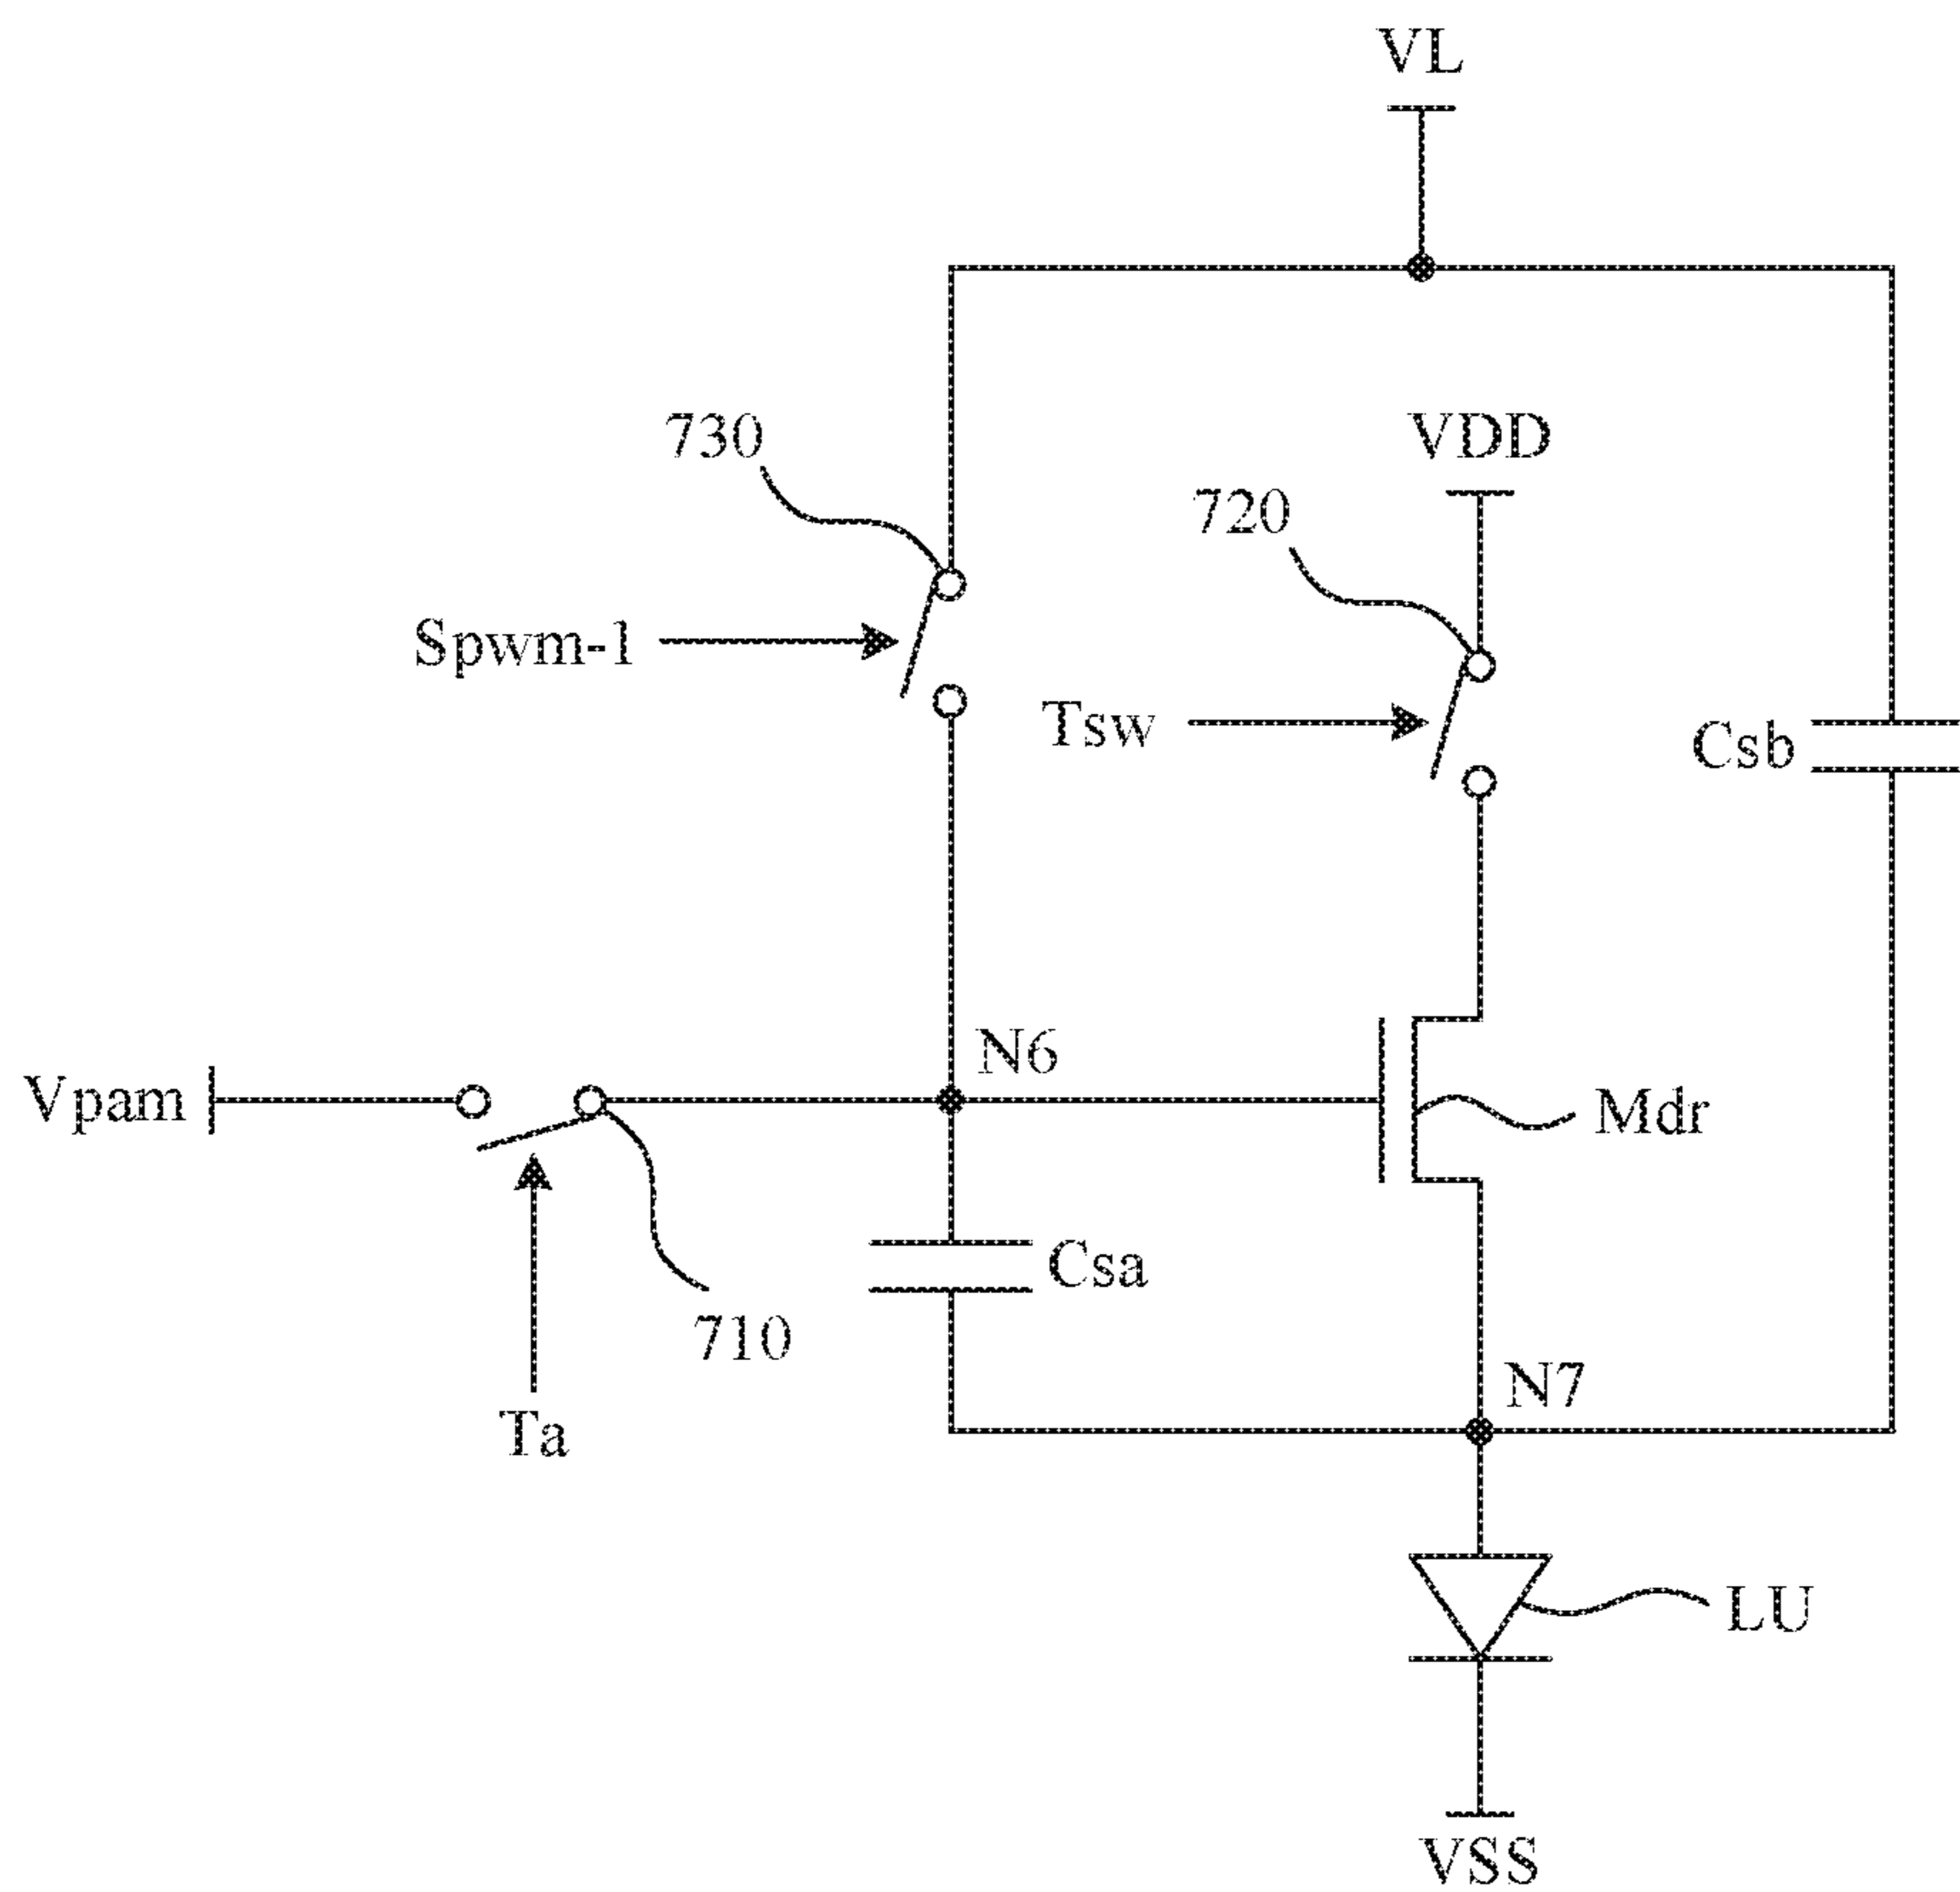 VL
730
VDD
720
Spwm-1
Tsw
Csb
N6
Vpam
Mdr
Csa
710
N7
Ta
LU
VSS